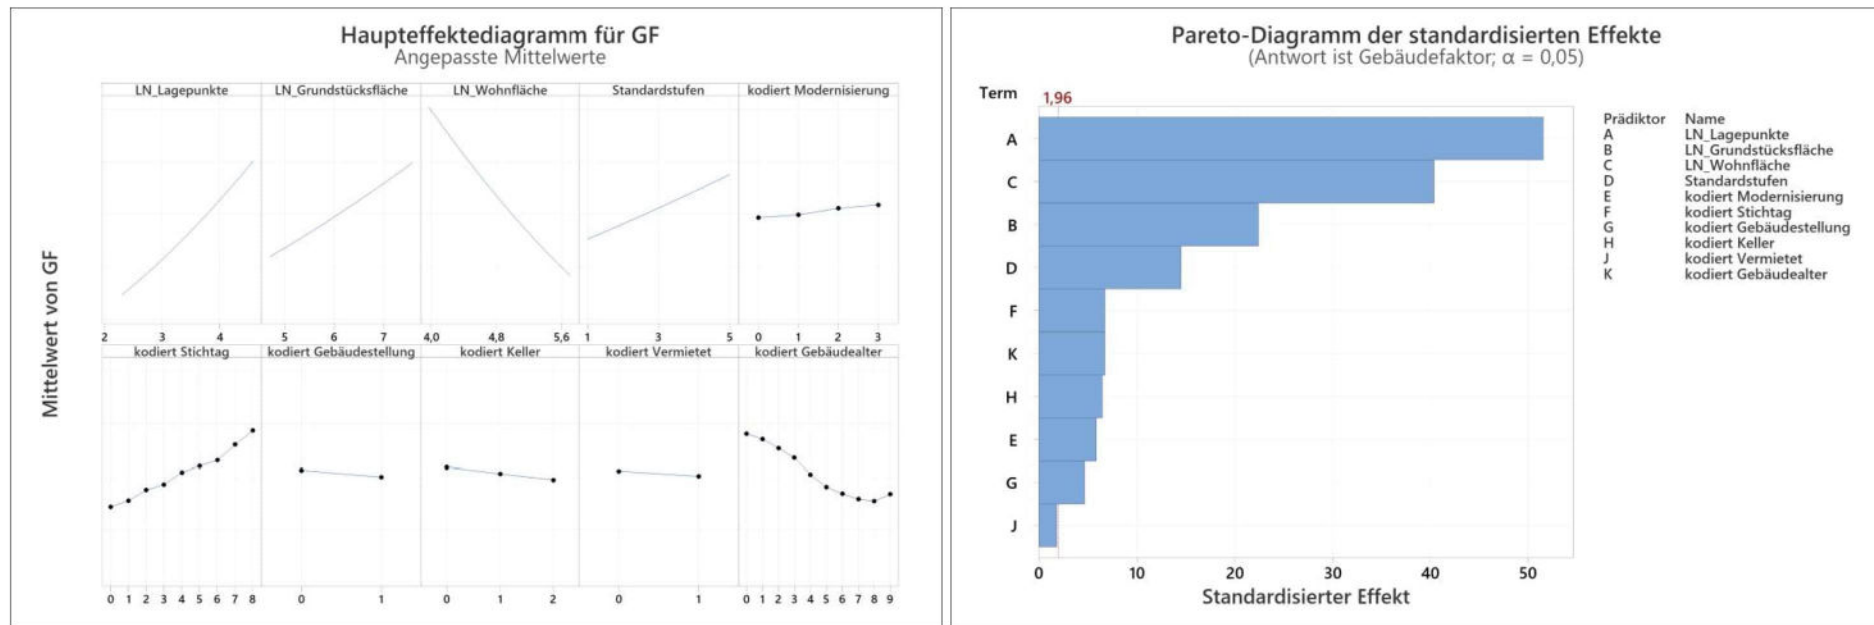 Haupteffektediagramm für GF
Angepasste Mittelwerte
LN_Lagepunkte LN_Grundstücksfläche LN_Wohnfläche Standardstufen kodiert Modernisierung
Mittelwert von GF
2 3 4 5 6 7 4,0 4,8 5,6 1 3 5 0 1 2 3
kodiert Stichtag kodiert Gebäudestellung kodiert Keller kodiert Vermietet kodiert Gebäudealter
0 1 2 3 4 5 6 7 8 0 1 0 1 2 0 1 0 1 2 3 4 5 6 7 8 9
Pareto-Diagramm der standardisierten Effekte
(Antwort ist Gebäudefaktor; α = 0,05)
Term
1,96
A
C
B
D
F
K
H
E
G
J
0 10 20 30 40 50
Standardisierter Effekt
Prädiktor Name
A LN_Lagepunkte
B LN_Grundstücksfläche
C LN_Wohnfläche
D Standardstufen
E kodiert Modernisierung
F kodiert Stichtag
G kodiert Gebäudestellung
H kodiert Keller
J kodiert Vermietet
K kodiert Gebäudealter